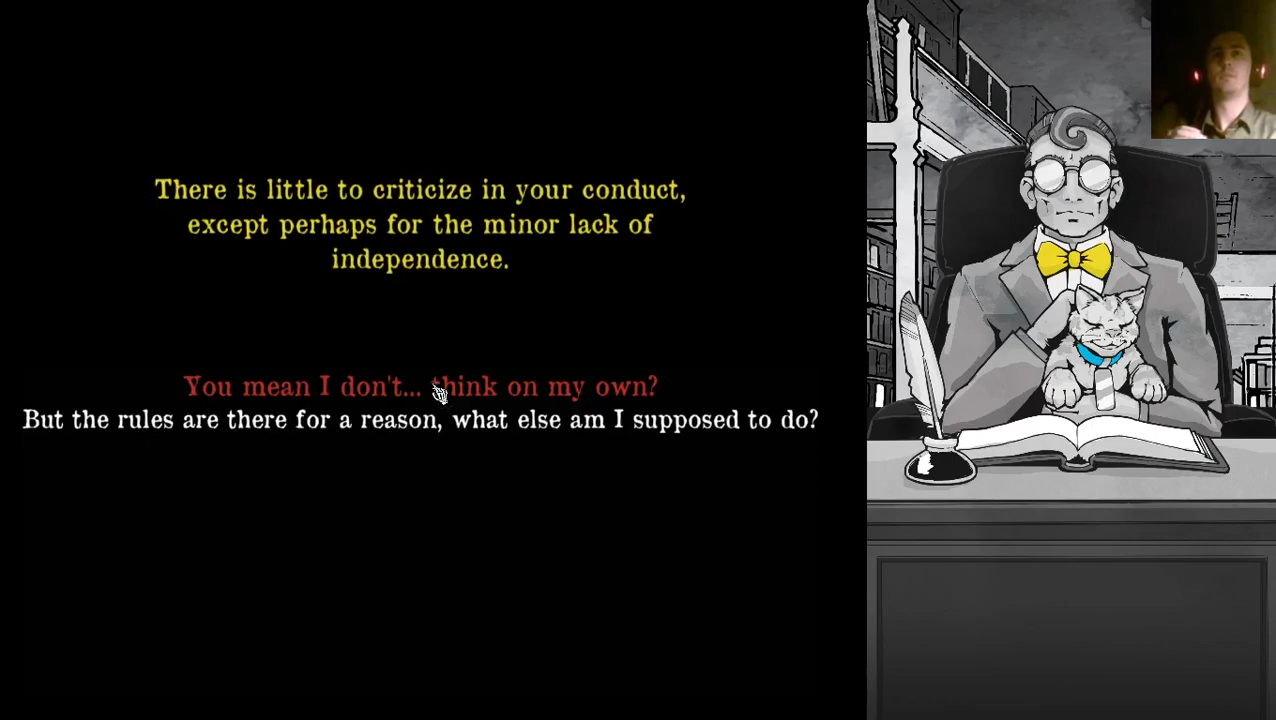 There is little to criticize in your conduct,
except perhaps for the minor lack of
independence.
You mean I don't... think on my own?
But the rules are there for a reason, what else am I supposed to do?